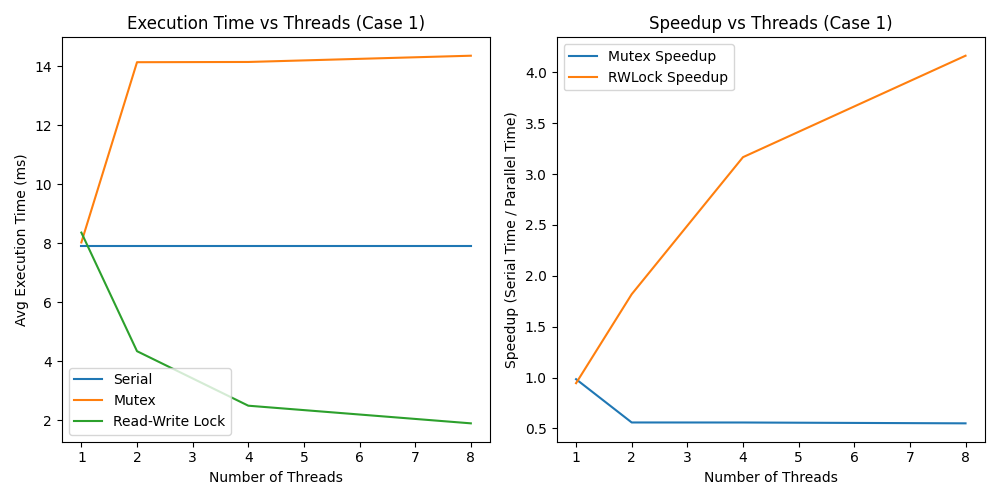 Execution Time vs Threads (Case 1)
Avg Execution Time (ms)
14
12
10
8
6
4
2
Serial
Mutex
Read-Write Lock
1 2 3 4 5 6 7 8
Number of Threads
Speedup vs Threads (Case 1)
Speedup (Serial Time / Parallel Time)
Mutex Speedup
RWLock Speedup
4.0
3.5
3.0
2.5
2.0
1.5
1.0
0.5
1 2 3 4 5 6 7 8
Number of Threads